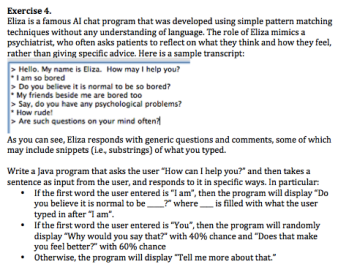 Exercise 4.
Eliza is a famous AI chat program that was developed using simple pattern matching
techniques without any understanding of language. The role of Eliza mimics a
psychiatrist, who often asks patients to reflect on what they think and how they feel,
rather than giving specific advice. Here is a sample transcript:
> Hello. My name is Eliza. How may I help you?
* I am so bored
> Do you believe it is normal to be so bored?
* My friends beside me are bored too
> Say, do you have any psychological problems?
* How rude!
> Are such questions on your mind often?
As you can see, Eliza responds with generic questions and comments, some of which
may include snippets (i.e., substrings) of what you typed.
Write a Java program that asks the user "How can I help you?" and then takes a
sentence as input from the user, and responds to it in specific ways. In particular:
• If the first word the user entered is "I am", then the program will display "Do
you believe it is normal to be ___?" where ___ is filled with what the user
typed in after "I am".
• If the first word the user entered is "You", then the program will randomly
display "Why would you say that?" with 40% chance and "Does that make
you feel better?" with 60% chance
• Otherwise, the program will display "Tell me more about that."